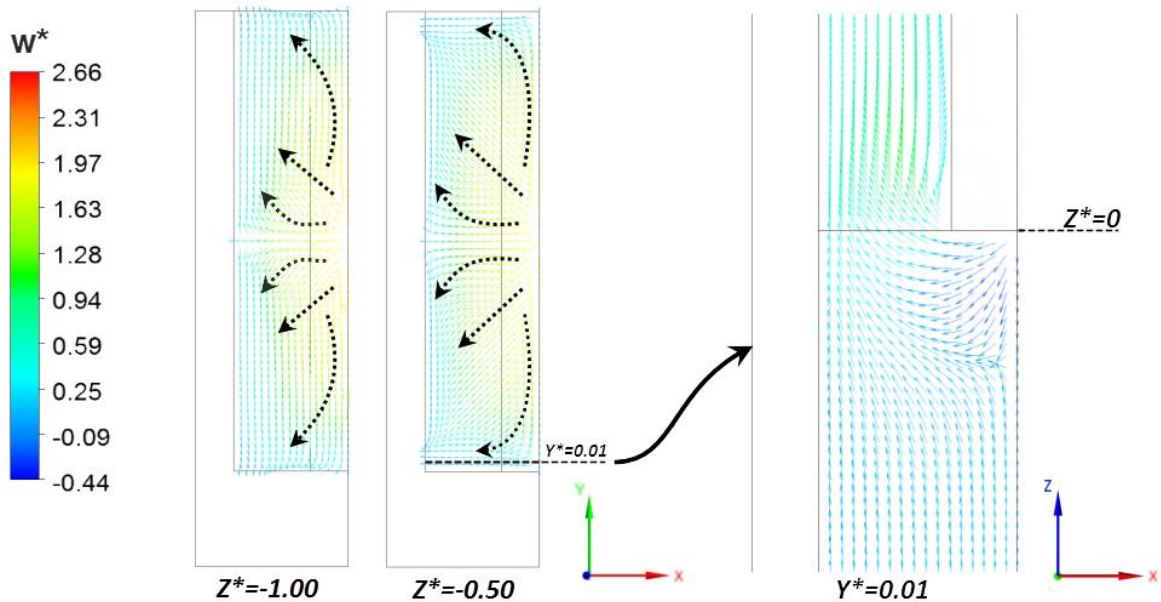 W*
2.66
2.31
1.97
1.63
1.28
0.94
0.59
0.25
-0.09
-0.44
Z*=0
Y*=0.01
Y
X
Z
X
Z*=-1.00
Z*=-0.50
Y*=0.01